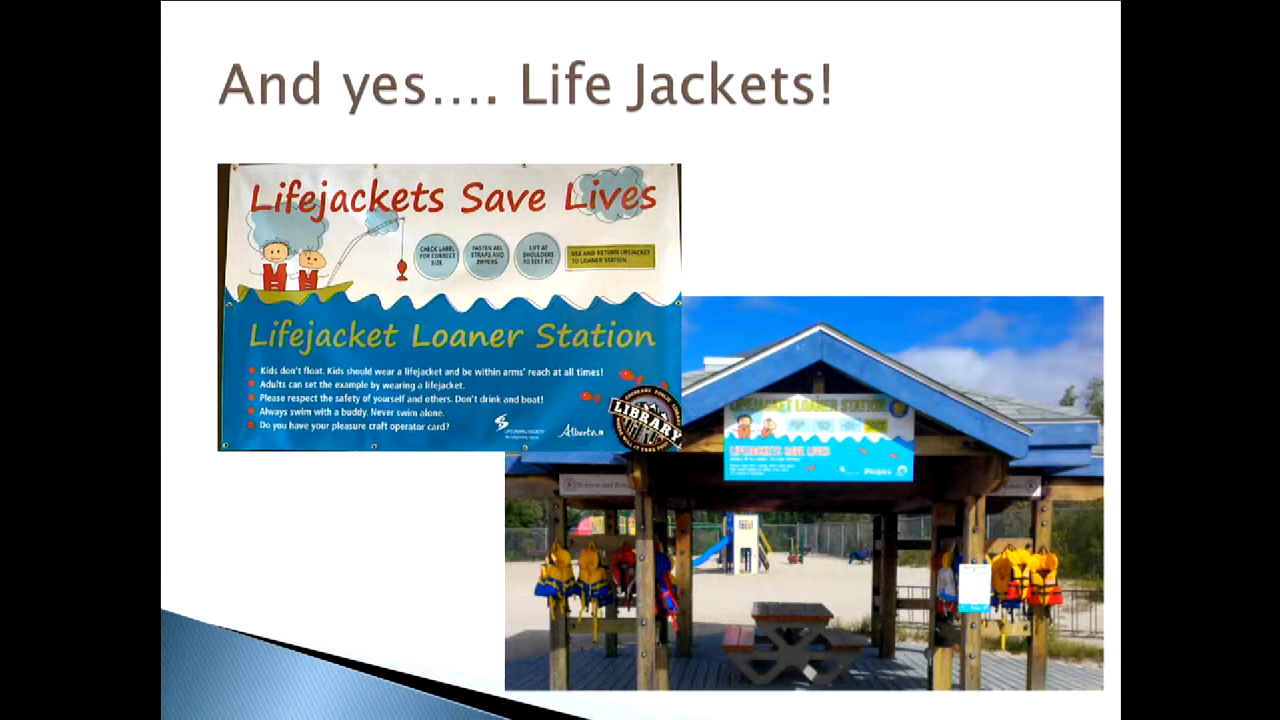 And yes.... Life Jackets!
Lifejackets Save Lives
CHECK LABEL
FOR CORRECT
SIZE.
FASTEN ALL
STRAPS AND
ZIPPERS.
LIFT AT
SHOULDERS
TO TEST FIT.
USE AND RETURN LIFEJACKET
TO LOANER STATION.
Lifejacket Loaner Station
Kids don't float. Kids should wear a lifejacket and be within arms' reach at all times!
Adults can set the example by wearing a lifejacket.
Please respect the safety of yourself and others. Don't drink and boat!
Always swim with a buddy. Never swim alone.
Do you have your pleasure craft operator card?
LIFESAVING SOCIETY
Alberta
LIBRARY
LIFEJACKET LOANER STATION
LIFEJACKETS SAVE LIVES